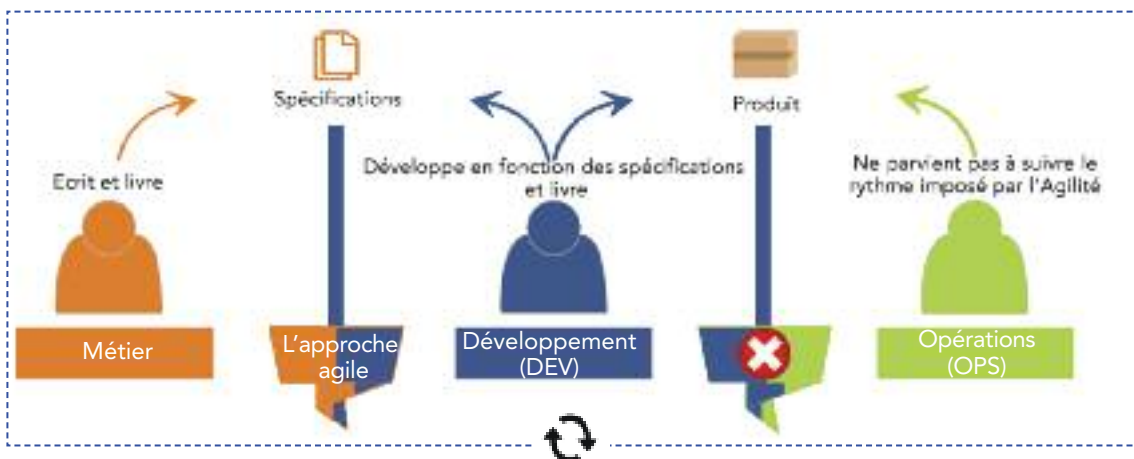 Spécifications
Produit
Ecrit et livre
Développe en fonction des spécifications
et livre
Ne parvient pas à suivre le
rythme imposé par l'Agilité
Métier
L'approche
agile
Développement
(DEV)
Opérations
(OPS)